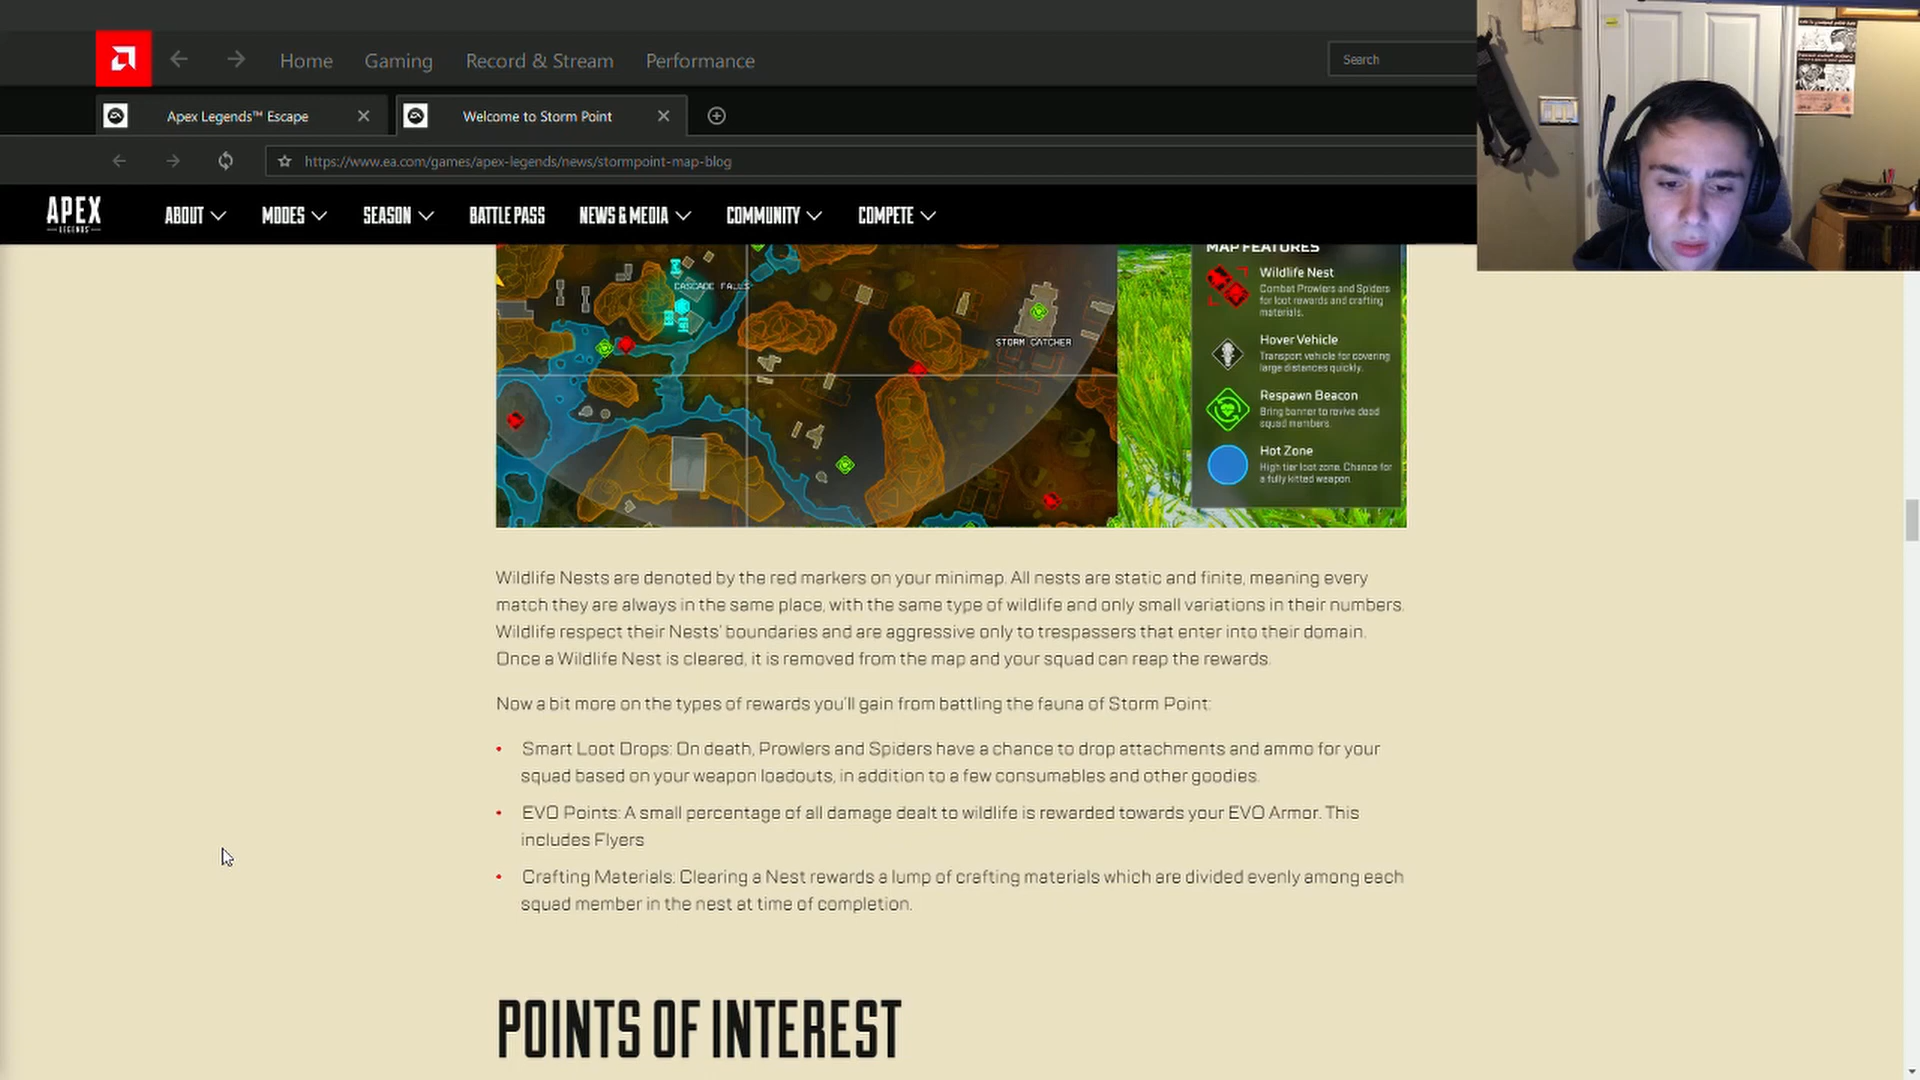 Home Gaming Record & Stream Performance
Search
Apex Legends™ Escape
Welcome to Storm Point
https://www.ea.com/games/apex-legends/news/stormpoint-map-blog
APEX
LEGENDS
ABOUT
MODES
SEASON
BATTLE PASS
NEWS & MEDIA
COMMUNITY
COMPETE
CASCADE FALLS
STORM CATCHER
MAP FEATURES
Wildlife Nest
Combat Prowlers and Spiders
for loot rewards and crafting
materials.
Hover Vehicle
Transport vehicle for covering
large distances quickly.
Respawn Beacon
Bring banner to revive dead
squad members.
Hot Zone
High tier loot zone. Chance for
a fully kitted weapon.
Wildlife Nests are denoted by the red markers on your minimap. All nests are static and finite, meaning every
match they are always in the same place, with the same type of wildlife and only small variations in their numbers.
Wildlife respect their Nests' boundaries and are aggressive only to trespassers that enter into their domain.
Once a Wildlife Nest is cleared, it is removed from the map and your squad can reap the rewards.
Now a bit more on the types of rewards you'll gain from battling the fauna of Storm Point:
• Smart Loot Drops: On death, Prowlers and Spiders have a chance to drop attachments and ammo for your
squad based on your weapon loadouts, in addition to a few consumables and other goodies.
• EVO Points: A small percentage of all damage dealt to wildlife is rewarded towards your EVO Armor. This
includes Flyers
• Crafting Materials: Clearing a Nest rewards a lump of crafting materials which are divided evenly among each
squad member in the nest at time of completion.
POINTS OF INTEREST